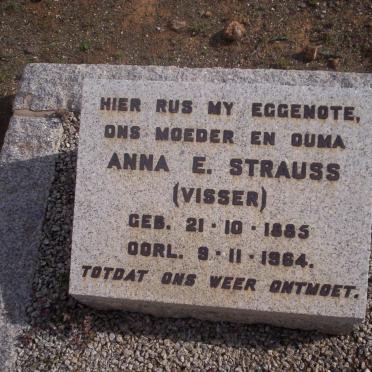 HIER RUS MY EGGENOTE,
ONS MOEDER EN OUMA
ANNA E. STRAUSS
(VISSER)
GEB. 21·10·1885
OORL. 9·11·1964.
TOTDAT ONS WEER ONTMOET.